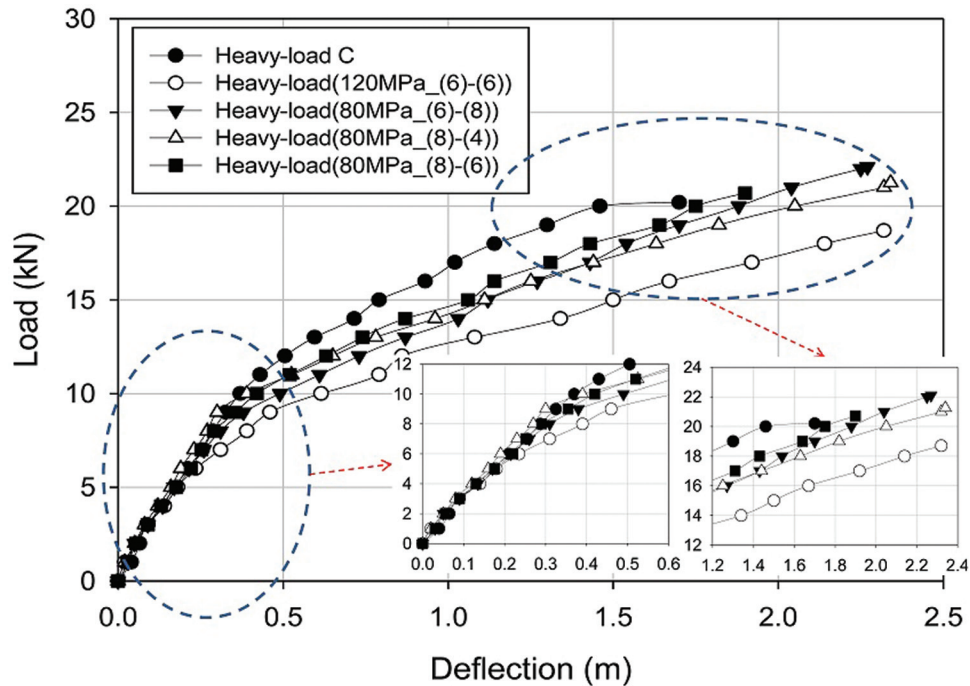 30
25
20
15
10
5
0
Load (kN)
Heavy-load C
Heavy-load(120MPa_(6)-(6))
Heavy-load(80MPa_(6)-(8))
Heavy-load(80MPa_(8)-(4))
Heavy-load(80MPa_(8)-(6))
12
10
8
6
4
2
0
0.0 0.1 0.2 0.3 0.4 0.5 0.6
24
22
20
18
16
14
12
1.2 1.4 1.6 1.8 2.0 2.2 2.4
0.0 0.5 1.0 1.5 2.0 2.5
Deflection (m)